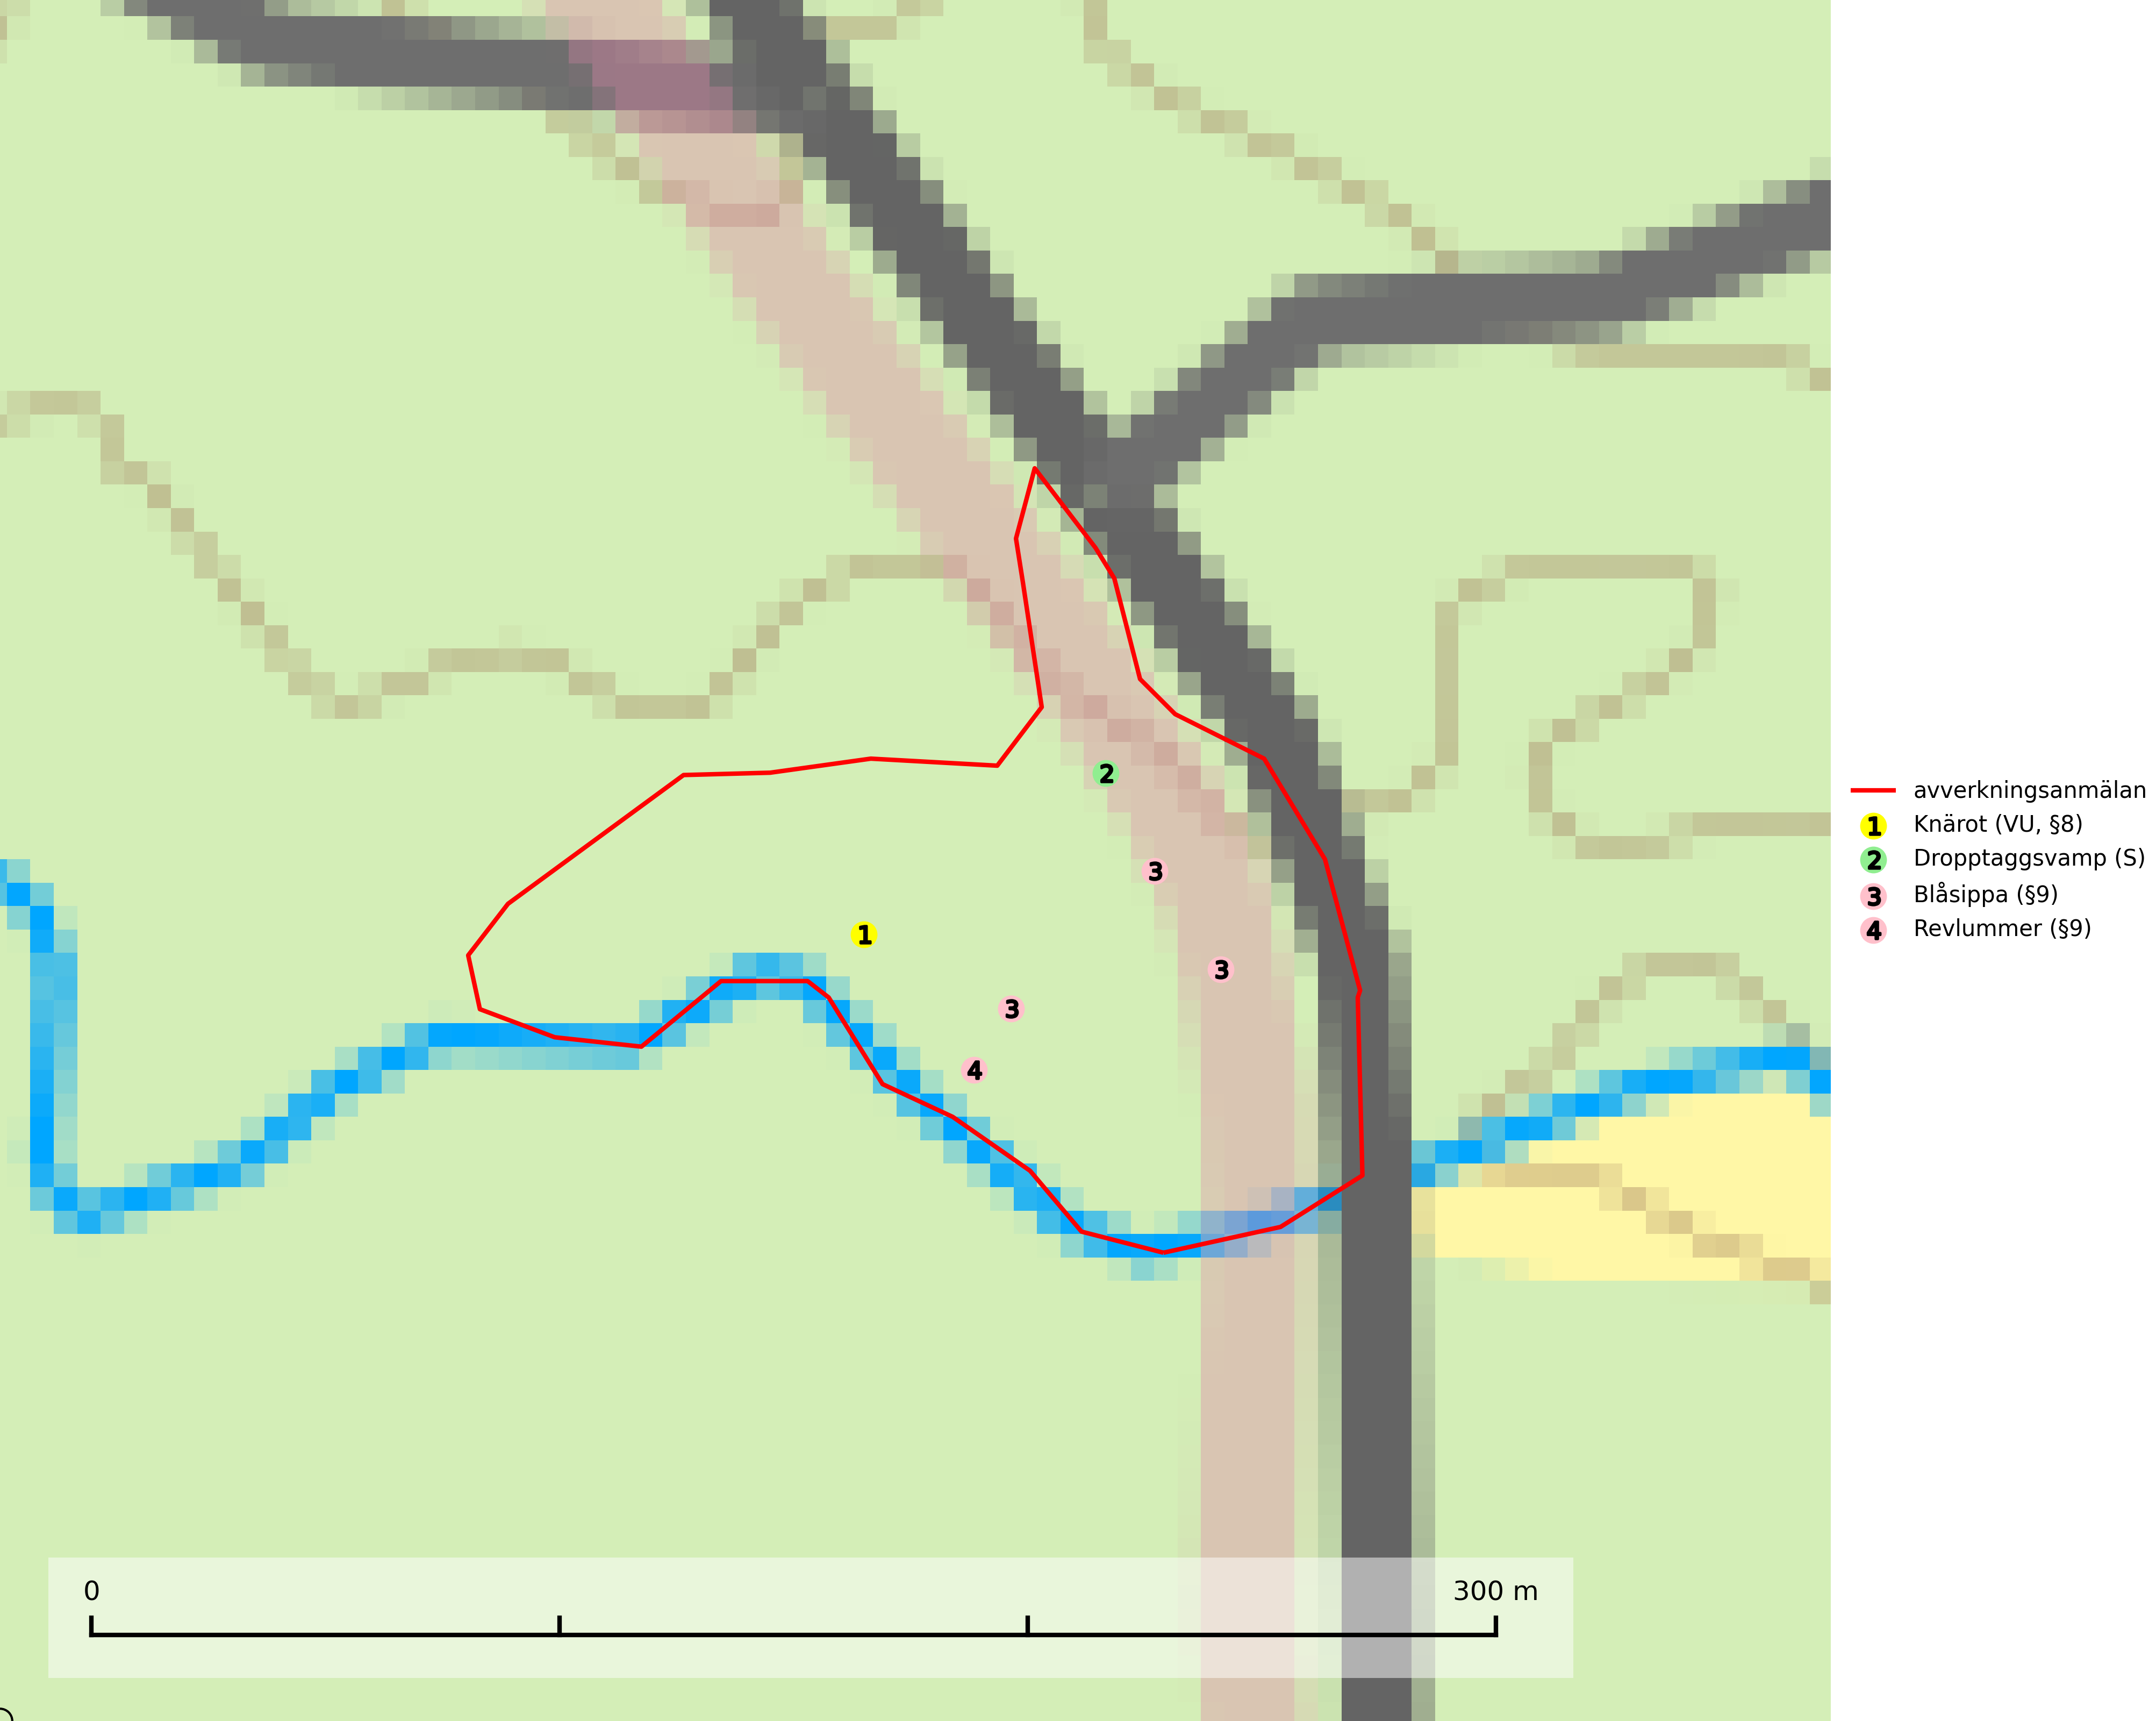 2
3
1
3
3
4
avverkningsanmälan
1 Knärot (VU, §8)
2 Dropptaggsvamp (S)
3 Blåsippa (§9)
4 Revlummer (§9)
0 300 m